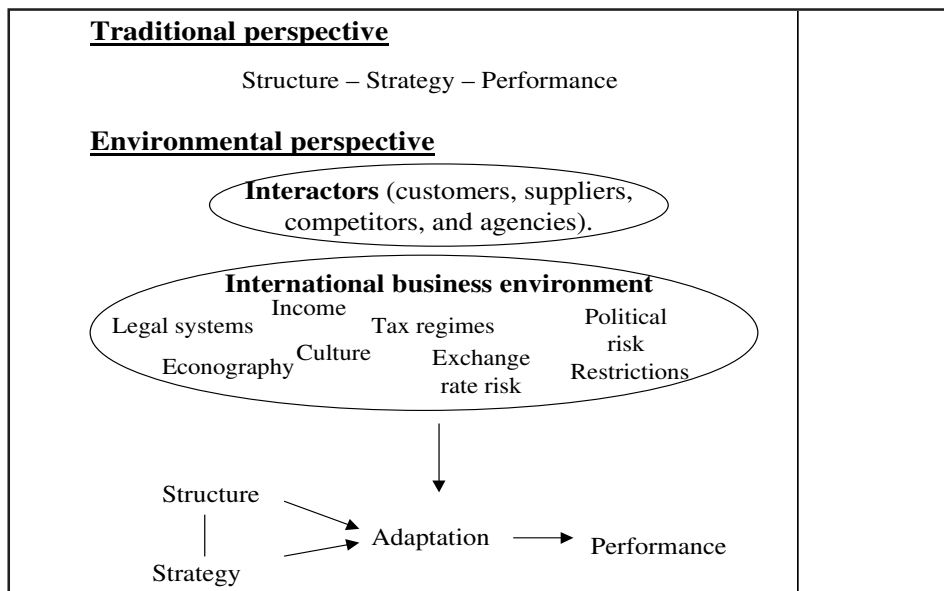 Traditional perspective
Structure – Strategy – Performance
Environmental perspective
Interactors (customers, suppliers,
competitors, and agencies).
International business environment
Income
Legal systems
Tax regimes
Political
risk
Culture
Econography
Exchange
rate risk
Restrictions
Structure
Adaptation
Performance
Strategy